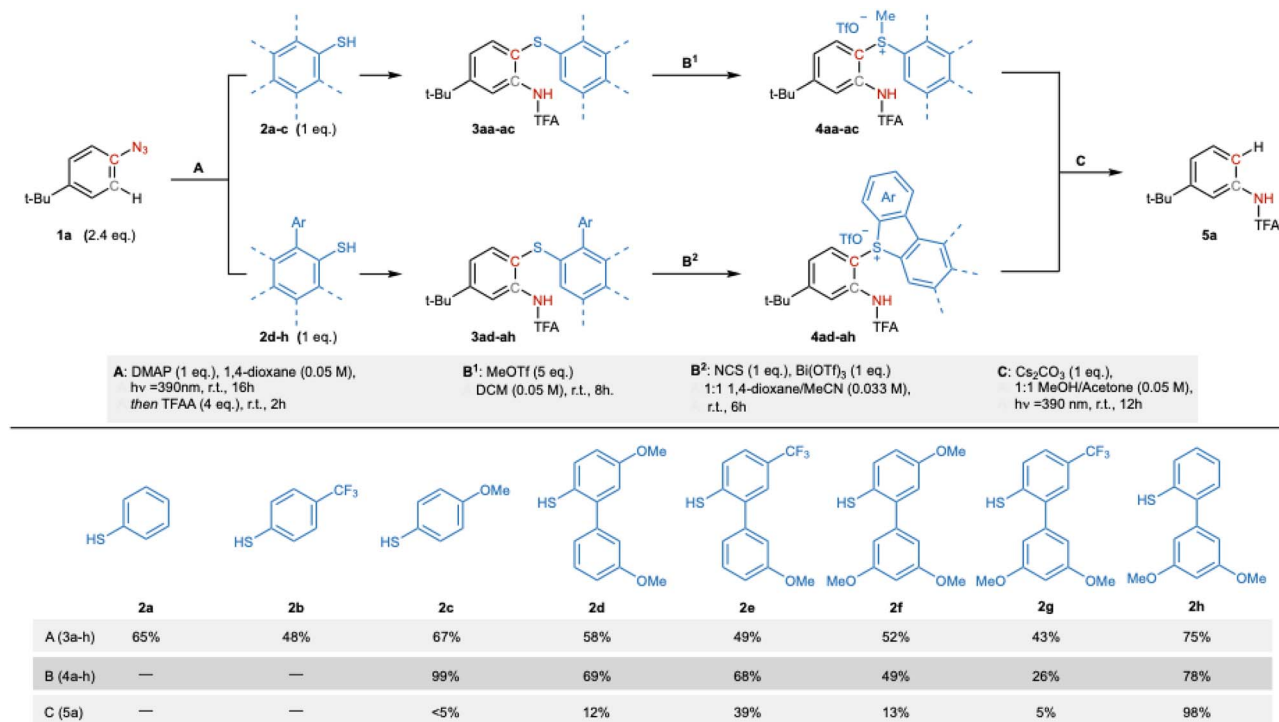 SH
2a-c (1 eq.)
S
t-Bu
C
C
NH
TFA
3aa-ac
B¹
TfO⁻
Me
S
+
t-Bu
C
C
NH
TFA
4aa-ac
N₃
C
C
H
t-Bu
1a (2.4 eq.)
A
C
H
C
C
NH
t-Bu
TFA
5a
Ar
SH
2d-h (1 eq.)
Ar
S
t-Bu
C
C
NH
TFA
3ad-ah
B²
Ar
TfO⁻
S
+
t-Bu
C
C
NH
TFA
4ad-ah
A: DMAP (1 eq.), 1,4-dioxane (0.05 M),
hν =390nm, r.t., 16h
then TFAA (4 eq.), r.t., 2h
B¹: MeOTf (5 eq.)
DCM (0.05 M), r.t., 8h.
B²: NCS (1 eq.), Bi(OTf)₃ (1 eq.)
1:1 1,4-dioxane/MeCN (0.033 M),
r.t., 6h
C: Cs₂CO₃ (1 eq.),
1:1 MeOH/Acetone (0.05 M),
hν =390 nm, r.t., 12h
HS
2a
HS
CF₃
2b
HS
OMe
2c
OMe
HS
OMe
2d
CF₃
HS
OMe
2e
OMe
HS
MeO
OMe
2f
CF₃
HS
MeO
OMe
2g
HS
MeO
OMe
2h
A (3a-h) 65% 48% 67% 58% 49% 52% 43% 75%
B (4a-h) — — 99% 69% 68% 49% 26% 78%
C (5a) — — <5% 12% 39% 13% 5% 98%